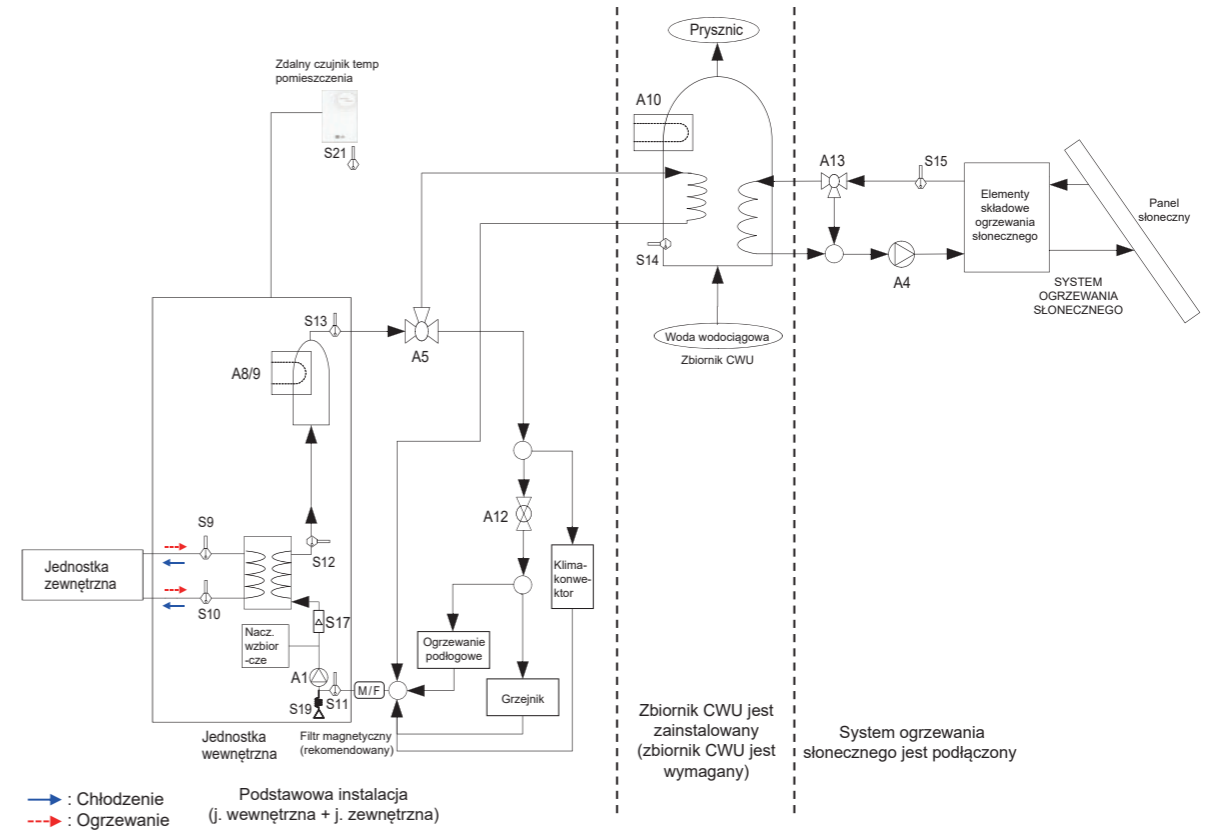 Prysznic
Zdalny czujnik temp
pomieszczenia
A10
S21
A13
S15
Elementy
składowe
ogrzewania
słonecznego
Panel
słoneczny
S14
A4
SYSTEM
OGRZEWANIA
SŁONECZNEGO
S13
A5
Woda wodociągowa
Zbiornik CWU
A8/9
A12
S9
S12
Jednostka
zewnętrzna
Klima-
konwe-
ktor
S10
S17
Nacz.
wzbior
-cze
Ogrzewanie
podłogowe
A1
M/F
S19
S11
Grzejnik
Jednostka
wewnętrzna
Filtr magnetyczny
(rekomendowany)
Zbiornik CWU jest
zainstalowany
(zbiornik CWU jest
wymagany)
System ogrzewania
słonecznego jest podłączony
: Chłodzenie
: Ogrzewanie
Podstawowa instalacja
(j. wewnętrzna + j. zewnętrzna)